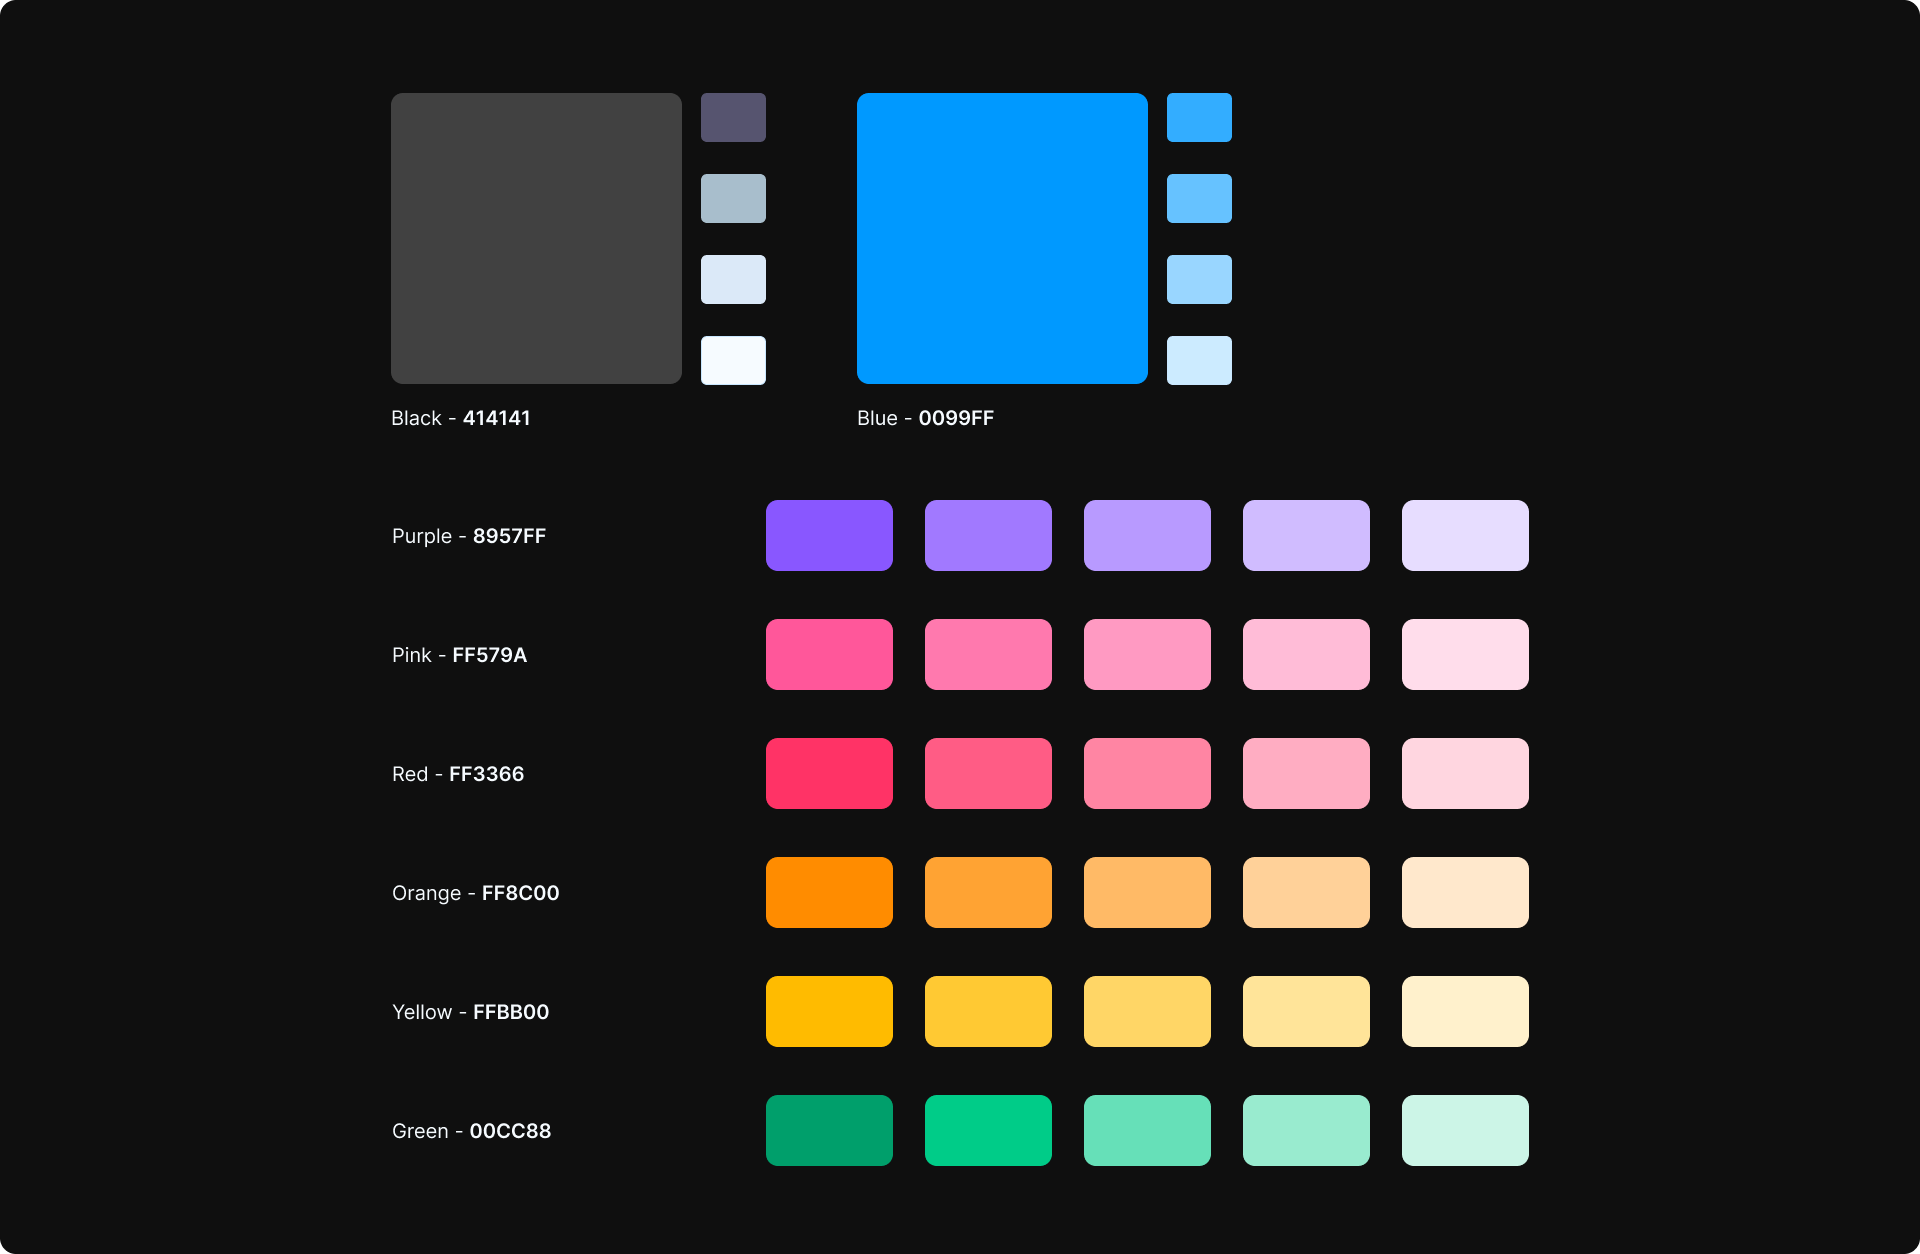 Black - 414141
Blue - 0099FF
Purple - 8957FF
Pink - FF579A
Red - FF3366
Orange - FF8C00
Yellow - FFBB00
Green - 00CC88